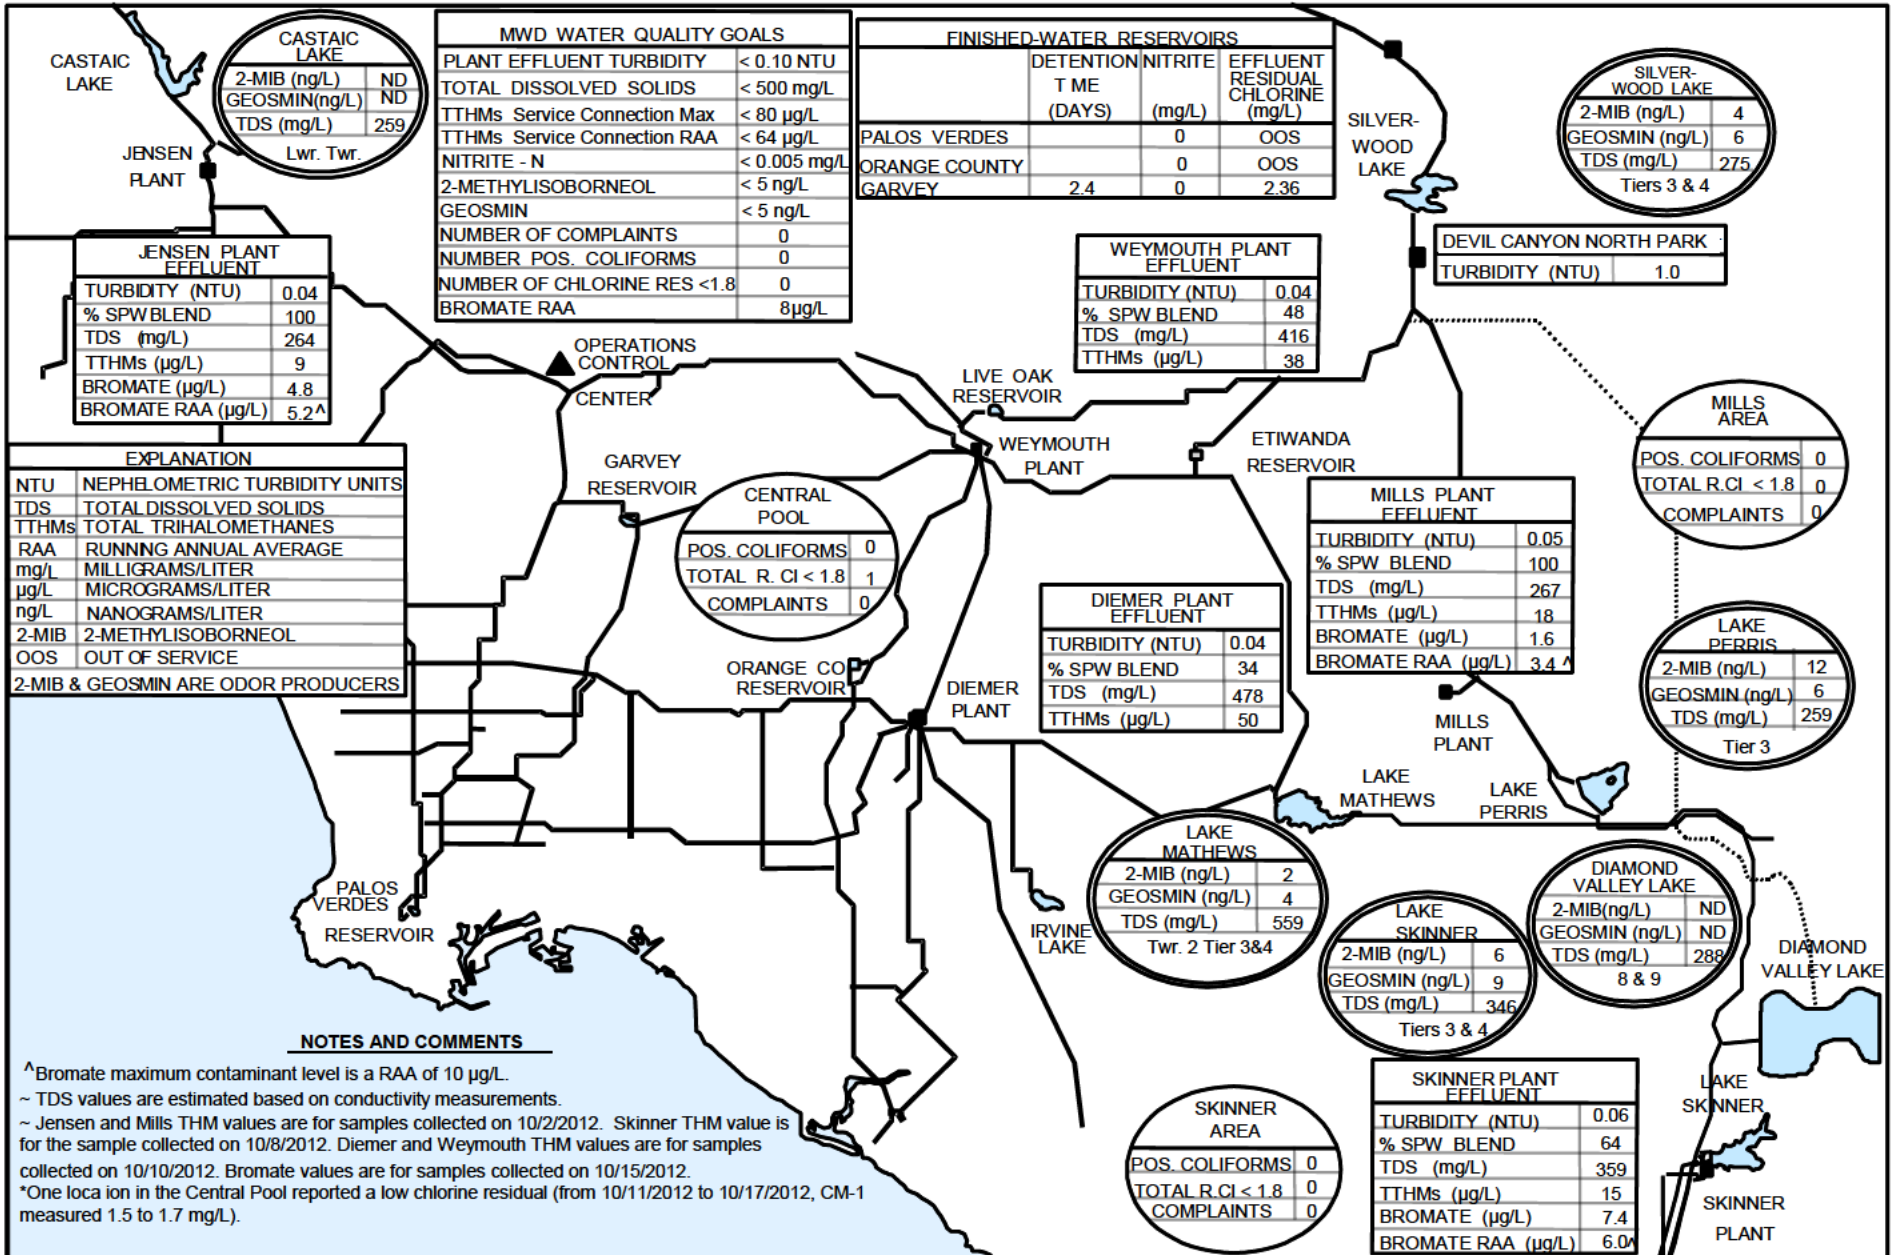 CASTAIC
LAKE
CASTAIC
LAKE
2-MIB (ng/L) ND
GEOSMIN(ng/L) ND
TDS (mg/L) 259
Lwr. Twr.
JENSEN
PLANT
MWD WATER QUALITY GOALS
PLANT EFFLUENT TURBIDITY < 0.10 NTU
TOTAL DISSOLVED SOLIDS < 500 mg/L
TTHMs Service Connection Max < 80 µg/L
TTHMs Service Connection RAA < 64 µg/L
NITRITE - N < 0.005 mg/L
2-METHYLISOBORNEOL < 5 ng/L
GEOSMIN < 5 ng/L
NUMBER OF COMPLAINTS 0
NUMBER POS. COLIFORMS 0
NUMBER OF CHLORINE RES <1.8 0
BROMATE RAA 8µg/L
FINISHED-WATER RESERVOIRS
DETENTION NITRITE EFFLUENT
T ME RESIDUAL
CHLORINE
(DAYS) (mg/L) (mg/L)
PALOS VERDES 0 OOS
ORANGE COUNTY 0 OOS
GARVEY 2.4 0 2.36
SILVER-
WOOD
LAKE
SILVER-
WOOD LAKE
2-MIB (ng/L) 4
GEOSMIN (ng/L) 6
TDS (mg/L) 275
Tiers 3 & 4
DEVIL CANYON NORTH PARK
TURBIDITY (NTU) 1.0
JENSEN PLANT
EFFLUENT
TURBIDITY (NTU) 0.04
% SPW BLEND 100
TDS (mg/L) 264
TTHMs (µg/L) 9
BROMATE (µg/L) 4.8
BROMATE RAA (µg/L) 5.2^
WEYMOUTH PLANT
EFFLUENT
TURBIDITY (NTU) 0.04
% SPW BLEND 48
TDS (mg/L) 416
TTHMs (µg/L) 38
OPERATIONS
CONTROL
CENTER
LIVE OAK
RESERVOIR
WEYMOUTH
PLANT
ETIWANDA
RESERVOIR
MILLS
AREA
POS. COLIFORMS 0
TOTAL R.Cl < 1.8 0
COMPLAINTS 0
EXPLANATION
NTU NEPHELOMETRIC TURBIDITY UNITS
TDS TOTAL DISSOLVED SOLIDS
TTHMs TOTAL TRIHALOMETHANES
RAA RUNNING ANNUAL AVERAGE
mg/L MILLIGRAMS/LITER
µg/L MICROGRAMS/LITER
ng/L NANOGRAMS/LITER
2-MIB 2-METHYLISOBORNEOL
OOS OUT OF SERVICE
2-MIB & GEOSMIN ARE ODOR PRODUCERS
GARVEY
RESERVOIR
CENTRAL
POOL
POS. COLIFORMS 0
TOTAL R. Cl < 1.8 1
COMPLAINTS 0
MILLS PLANT
EFFLUENT
TURBIDITY (NTU) 0.05
% SPW BLEND 100
TDS (mg/L) 267
TTHMs (µg/L) 18
BROMATE (µg/L) 1.6
BROMATE RAA (µg/L) 3.4 ^
DIEMER PLANT
EFFLUENT
TURBIDITY (NTU) 0.04
% SPW BLEND 34
TDS (mg/L) 478
TTHMs (µg/L) 50
LAKE
PERRIS
2-MIB (ng/L) 12
GEOSMIN (ng/L) 6
TDS (mg/L) 259
Tier 3
ORANGE CO
RESERVOIR
DIEMER
PLANT
MILLS
PLANT
LAKE
MATHEWS
LAKE
PERRIS
LAKE
MATHEWS
2-MIB (ng/L) 2
GEOSMIN (ng/L) 4
TDS (mg/L) 559
Twr. 2 Tier 3&4
DIAMOND
VALLEY LAKE
2-MIB(ng/L) ND
GEOSMIN (ng/L) ND
TDS (mg/L) 288
8 & 9
LAKE
SKINNER
2-MIB (ng/L) 6
GEOSMIN (ng/L) 9
TDS (mg/L) 346
Tiers 3 & 4
PALOS
VERDES
RESERVOIR
IRVINE
LAKE
DIAMOND
VALLEY LAKE
NOTES AND COMMENTS
^Bromate maximum contaminant level is a RAA of 10 µg/L.
~ TDS values are estimated based on conductivity measurements.
~ Jensen and Mills THM values are for samples collected on 10/2/2012. Skinner THM value is
for the sample collected on 10/8/2012. Diemer and Weymouth THM values are for samples
collected on 10/10/2012. Bromate values are for samples collected on 10/15/2012.
*One loca ion in the Central Pool reported a low chlorine residual (from 10/11/2012 to 10/17/2012, CM-1
measured 1.5 to 1.7 mg/L).
SKINNER
AREA
POS. COLIFORMS 0
TOTAL R.Cl < 1.8 0
COMPLAINTS 0
SKINNER PLANT
EFFLUENT
TURBIDITY (NTU) 0.06
% SPW BLEND 64
TDS (mg/L) 359
TTHMs (µg/L) 15
BROMATE (µg/L) 7.4
BROMATE RAA (µg/L) 6.0^
LAKE
SKINNER
SKINNER
PLANT